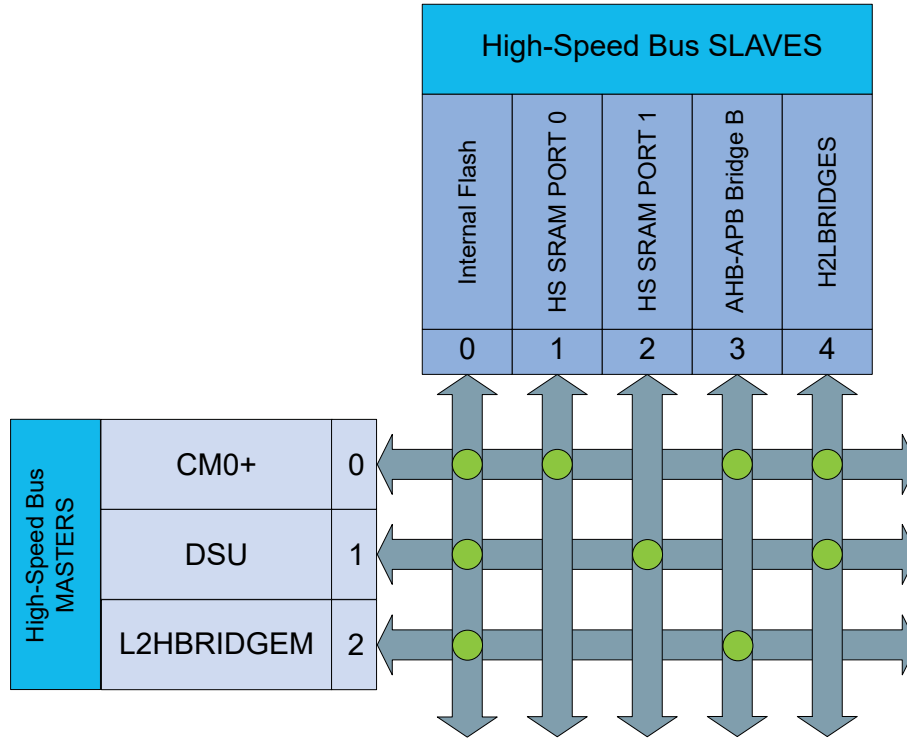 High-Speed Bus SLAVES
Internal Flash
HS SRAM PORT 0
HS SRAM PORT 1
AHB-APB Bridge B
H2LBRIDGES
0
1
2
3
4
High-Speed Bus
MASTERS
CM0+
0
DSU
1
L2HBRIDGEM
2